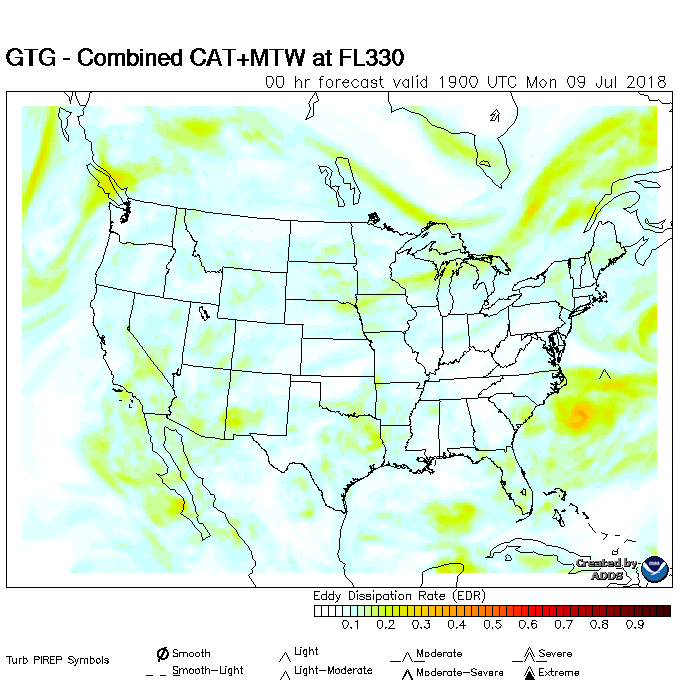 GTG - Combined CAT+MTW at FL330
00 hr forecast valid 1900 UTC Mon 09 Jul 2018
Created by
ADDS
Eddy Dissipation Rate (EDR)
0.1 0.2 0.3 0.4 0.5 0.6 0.7 0.8 0.9
Turb PIREP Symbols
Smooth Light Moderate Severe
Smooth-Light Light-Moderate Moderate-Severe Extreme